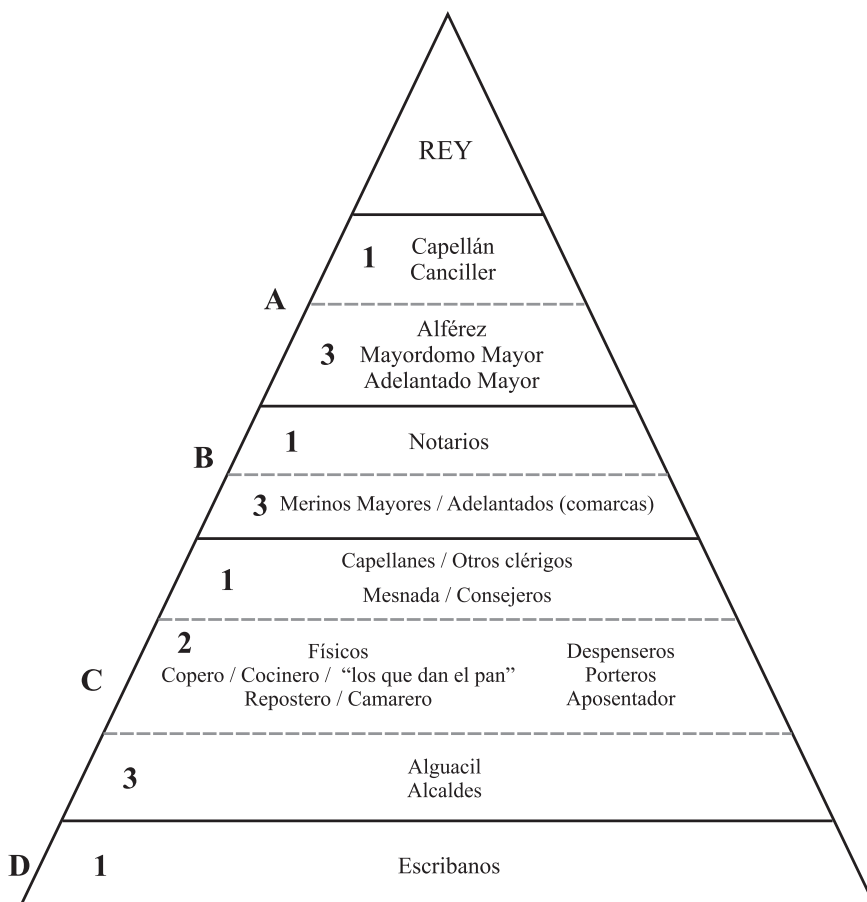 REY
1
Capellán
Canciller
A
3
Alférez
Mayordomo Mayor
Adelantado Mayor
B
1
Notarios
3
Merinos Mayores / Adelantados (comarcas)
1
Capellanes / Otros clérigos
Mesnada / Consejeros
C
2
Físicos
Copero / Cocinero / “los que dan el pan”
Repostero / Camarero
Despenseros
Porteros
Aposentador
3
Alguacil
Alcaldes
D
1
Escribanos